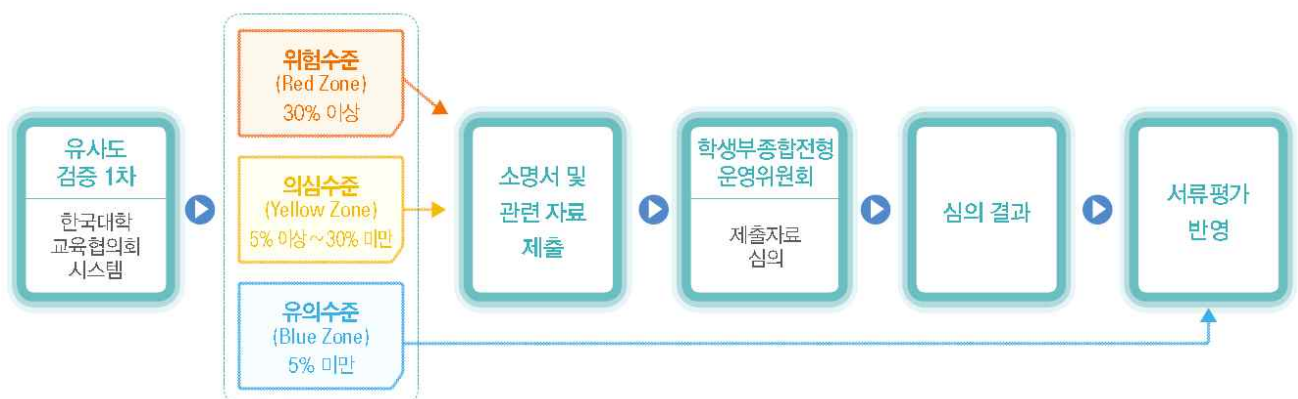 유사도
검증 1차
한국대학
교육협의회
시스템
위험수준
(Red Zone)
30% 이상
의심수준
(Yellow Zone)
5% 이상 ~ 30% 미만
유의수준
(Blue Zone)
5% 미만
소명서 및
관련 자료
제출
학생부종합전형
운영위원회
제출자료
심의
심의 결과
서류평가
반영